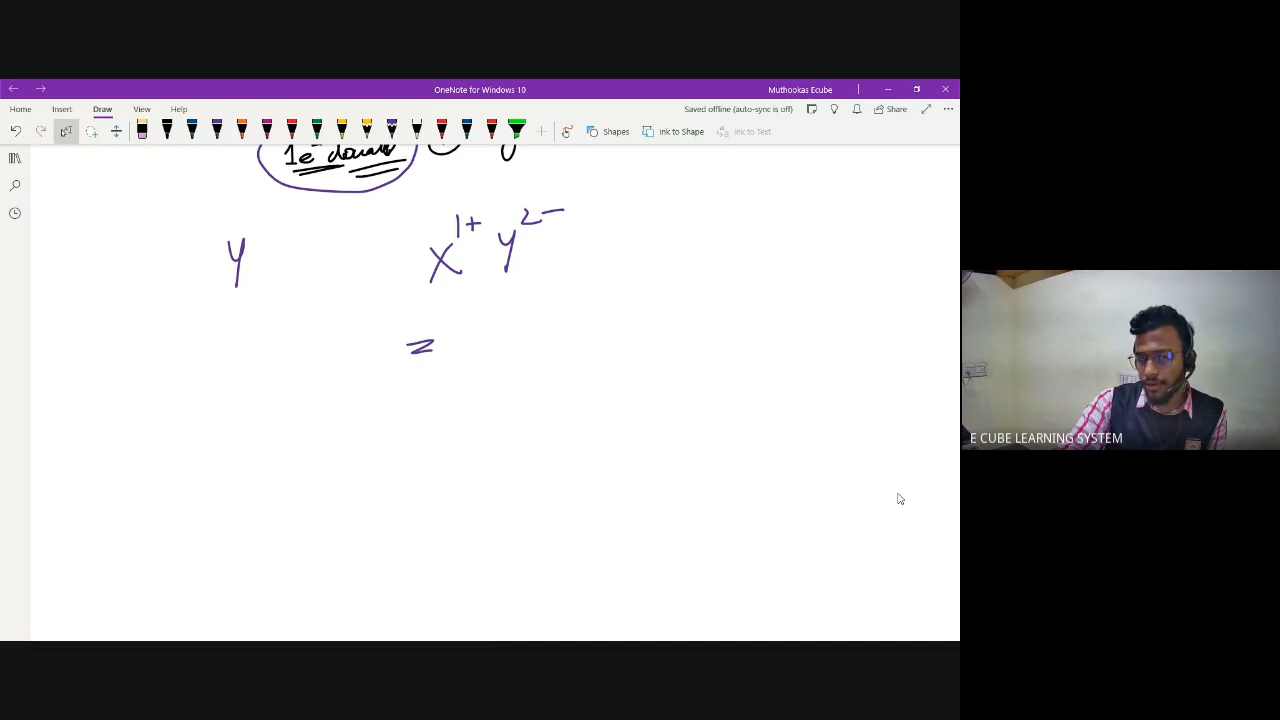 OneNote for Windows 10
Muthookas Ecube
Home Insert Draw View Help
Saved offline (auto-sync is off)
Share
Shapes
Ink to Shape
Ink to Text
1e⁻
y x¹⁺ y²⁻
z
E CUBE LEARNING SYSTEM